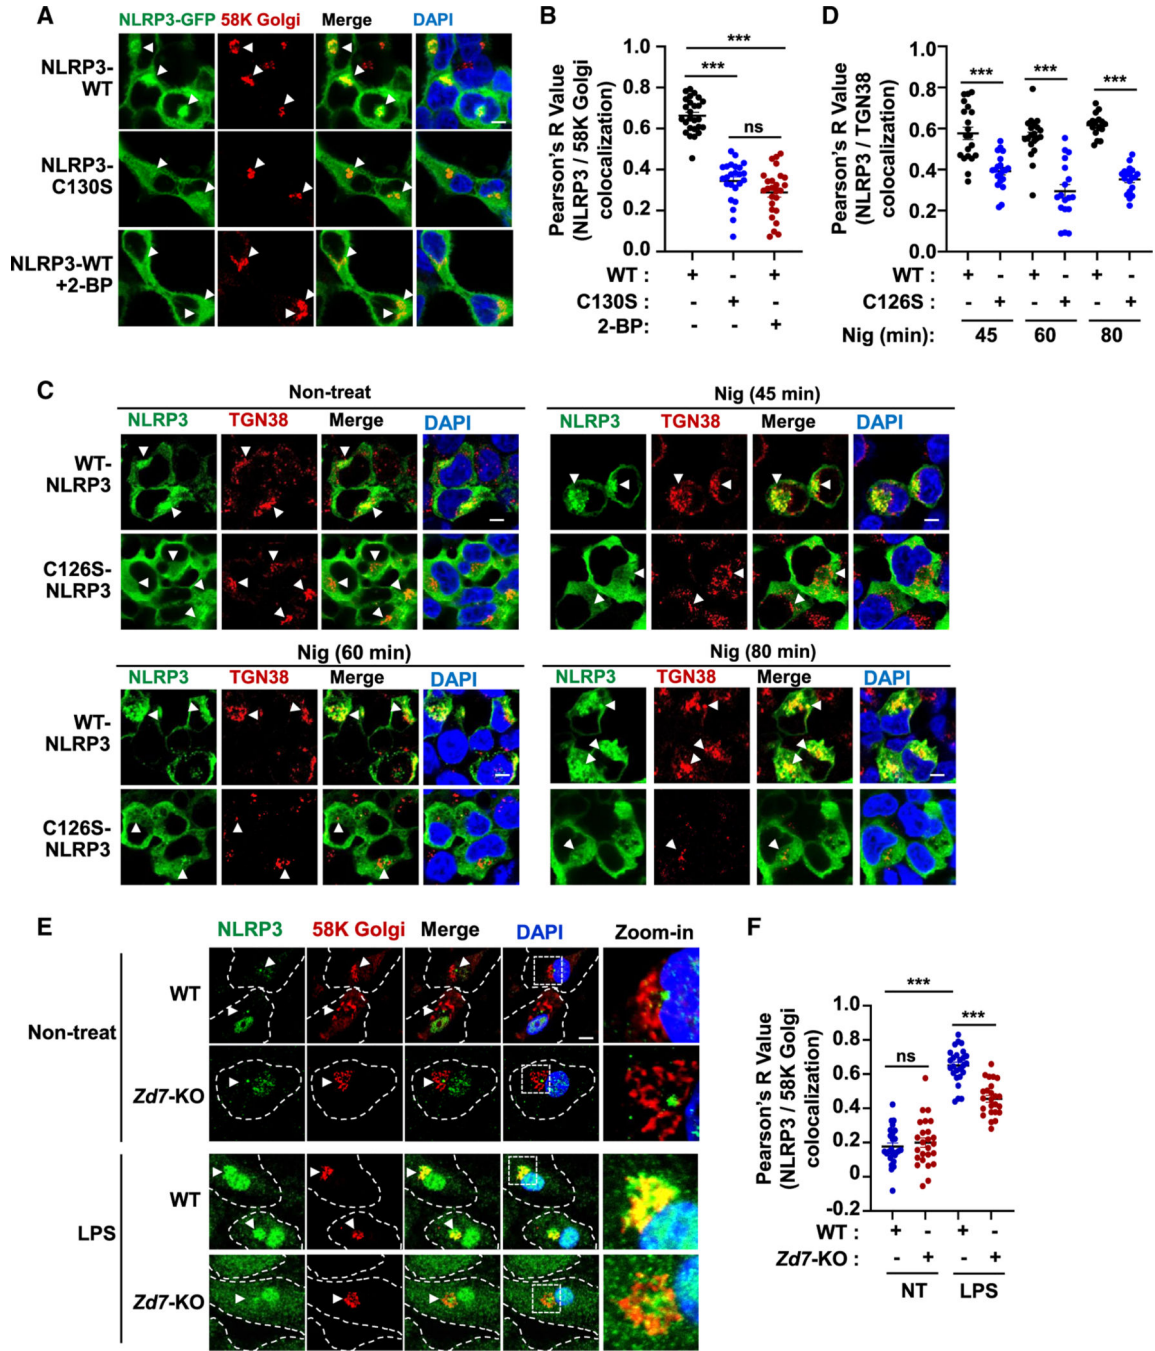 A
NLRP3-GFP 58K Golgi Merge DAPI
NLRP3-
WT
NLRP3-
C130S
NLRP3-WT
+2-BP
B
Pearson's R Value
(NLRP3 / 58K Golgi
colocalization)
1.0
0.8
0.6
0.4
0.2
0.0
***
***
ns
WT : + - +
C130S : - + -
2-BP: - - +
D
Pearson's R Value
(NLRP3 / TGN38
colocalization)
1.0
0.8
0.6
0.4
0.2
0.0
*** *** ***
WT : + - + - + -
C126S : - + - + - +
Nig (min): 45 60 80
C
Non-treat
NLRP3 TGN38 Merge DAPI
WT-
NLRP3
C126S-
NLRP3
Nig (45 min)
NLRP3 TGN38 Merge DAPI
Nig (60 min)
NLRP3 TGN38 Merge DAPI
WT-
NLRP3
C126S-
NLRP3
Nig (80 min)
NLRP3 TGN38 Merge DAPI
E
NLRP3 58K Golgi Merge DAPI Zoom-in
Non-treat
WT
Zd7-KO
LPS
WT
Zd7-KO
F
Pearson's R Value
(NLRP3 / 58K Golgi
colocalization)
1.0
0.8
0.6
0.4
0.2
0
-0.2
***
***
ns
WT : + - + -
Zd7-KO : - + - +
NT LPS